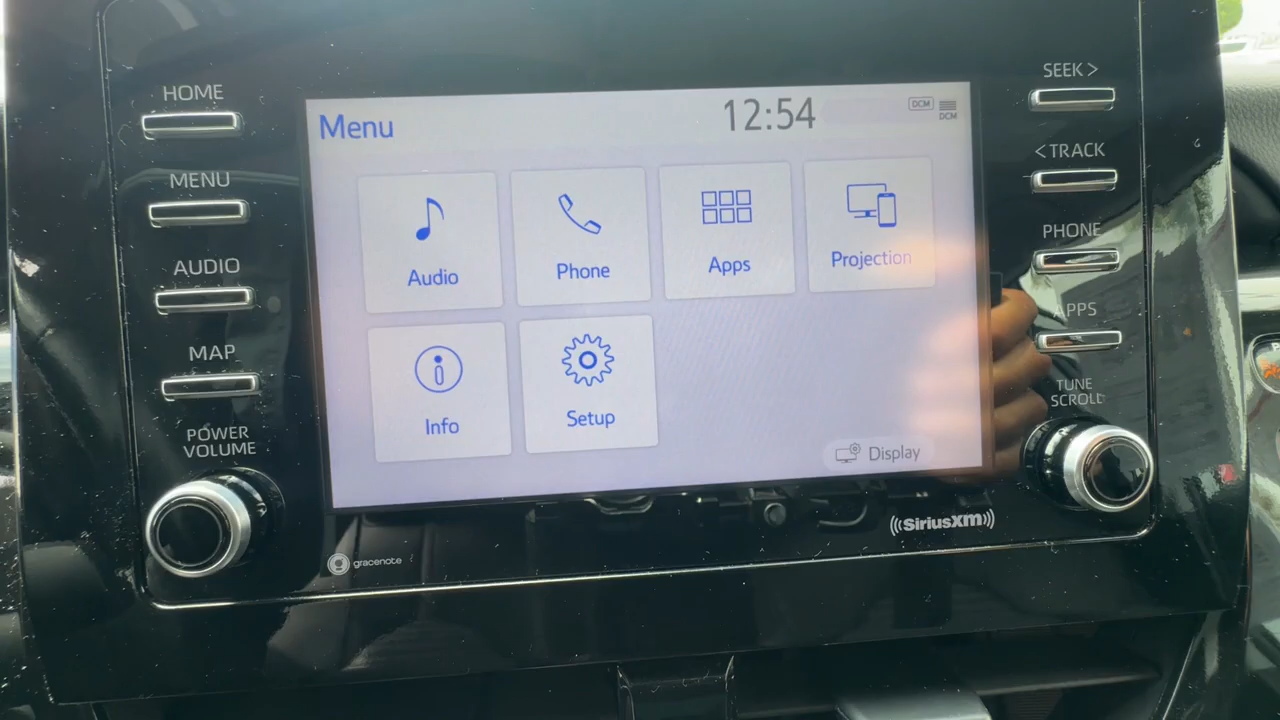 HOME
MENU
AUDIO
MAP
POWER
VOLUME
Menu
12:54
DCM
DCM
Audio
Phone
Apps
Projection
Info
Setup
Display
SEEK >
< TRACK
PHONE
APPS
TUNE
SCROLL
gracenote
((SiriusXM))